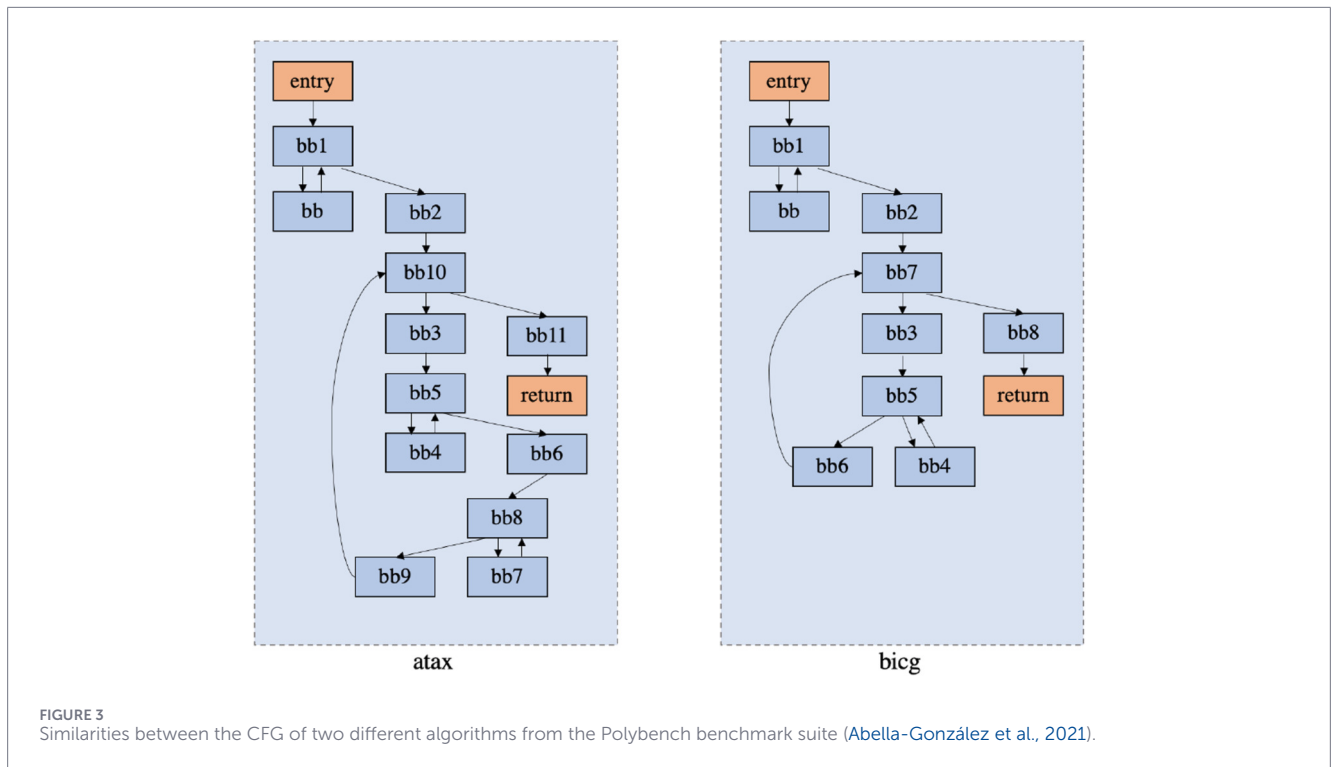 entry
bb1
bb
bb2
bb10
bb3
bb11
bb5
return
bb4
bb6
bb8
bb9
bb7
atax
entry
bb1
bb
bb2
bb7
bb3
bb8
bb5
return
bb6
bb4
bicg
FIGURE 3
Similarities between the CFG of two different algorithms from the Polybench benchmark suite (Abella-González et al., 2021).